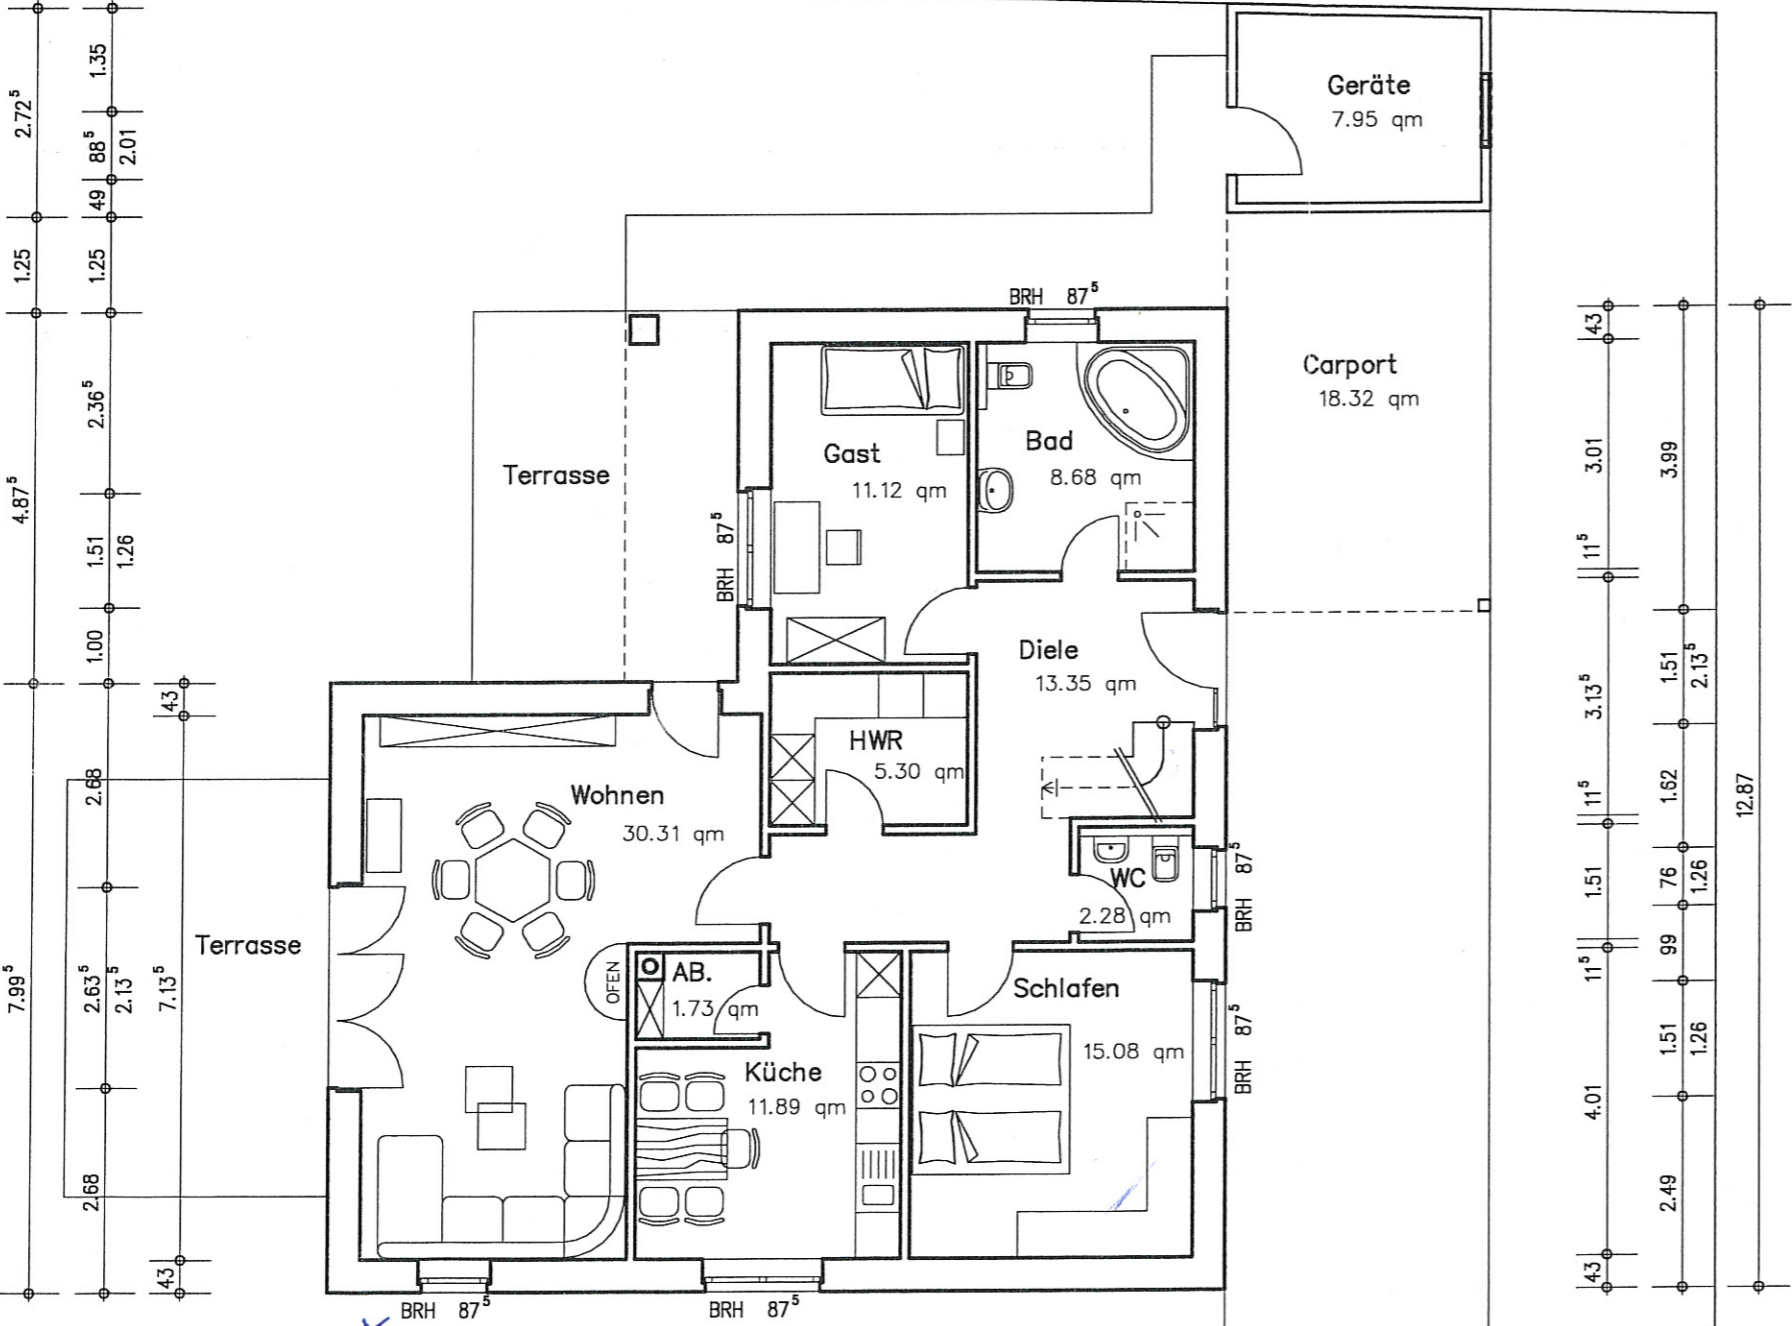 Geräte
7.95 qm
BRH 87⁵
Carport
18.32 qm
Terrasse
Gast
11.12 qm
Bad
8.68 qm
BRH 87⁵
Diele
13.35 qm
HWR
5.30 qm
Wohnen
30.31 qm
WC
2.28 qm
BRH 87⁵
Terrasse
OFEN
AB.
1.73 qm
Schlafen
15.08 qm
BRH 87⁵
Küche
11.89 qm
BRH 87⁵
BRH 87⁵
2.72⁵
1.25
4.87⁵
7.99⁵
1.35
88⁵
2.01
49
1.25
2.36⁵
1.51
1.26
1.00
2.68
2.63⁵
2.13⁵
2.68
43
7.13⁵
43
43
3.01
11⁵
3.13⁵
11⁵
1.51
11⁵
4.01
43
3.99
1.51
2.13⁵
1.62
76
1.26
99
1.51
1.26
2.49
12.87